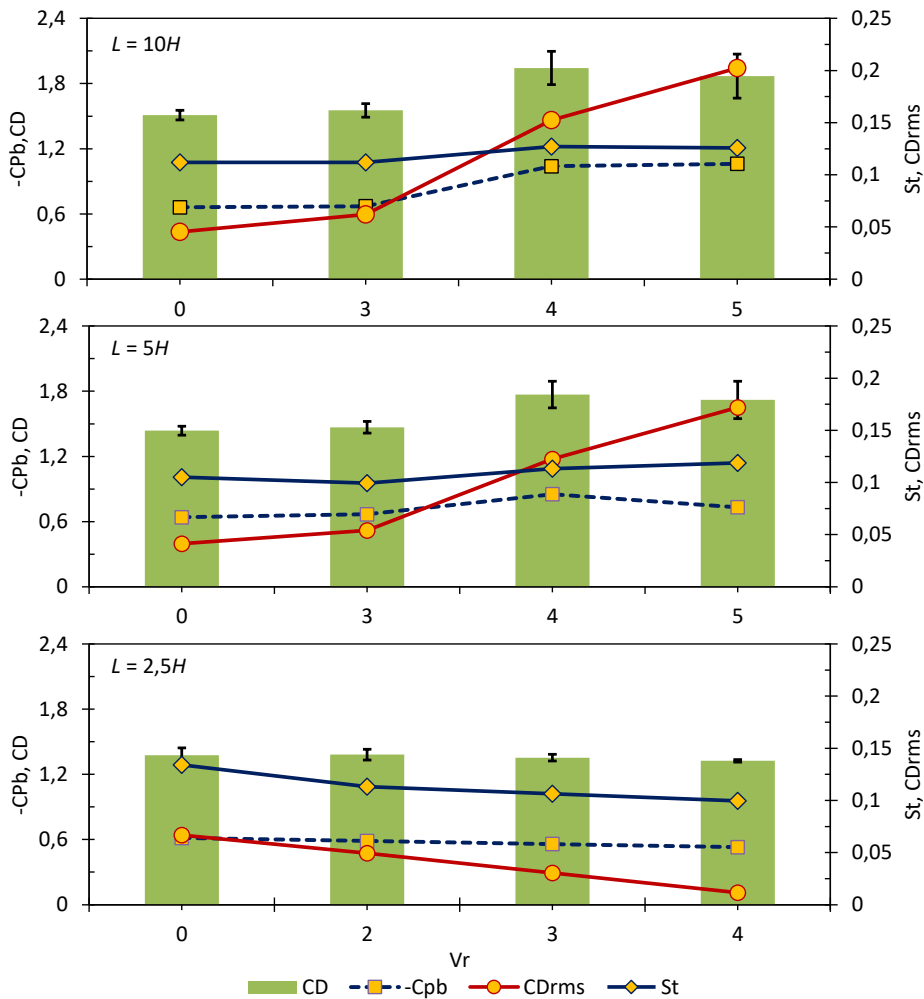 L = 10H
-CPb,CD
St, CDrms
2,4
1,8
1,2
0,6
0
0,25
0,2
0,15
0,1
0,05
0
0 3 4 5
L = 5H
-CPb, CD
St, CDrms
2,4
1,8
1,2
0,6
0
0,25
0,2
0,15
0,1
0,05
0
0 3 4 5
L = 2,5H
-CPb, CD
St, CDrms
2,4
1,8
1,2
0,6
0
0,25
0,2
0,15
0,1
0,05
0
0 2 3 4
Vr
CD -Cpb CDrms St